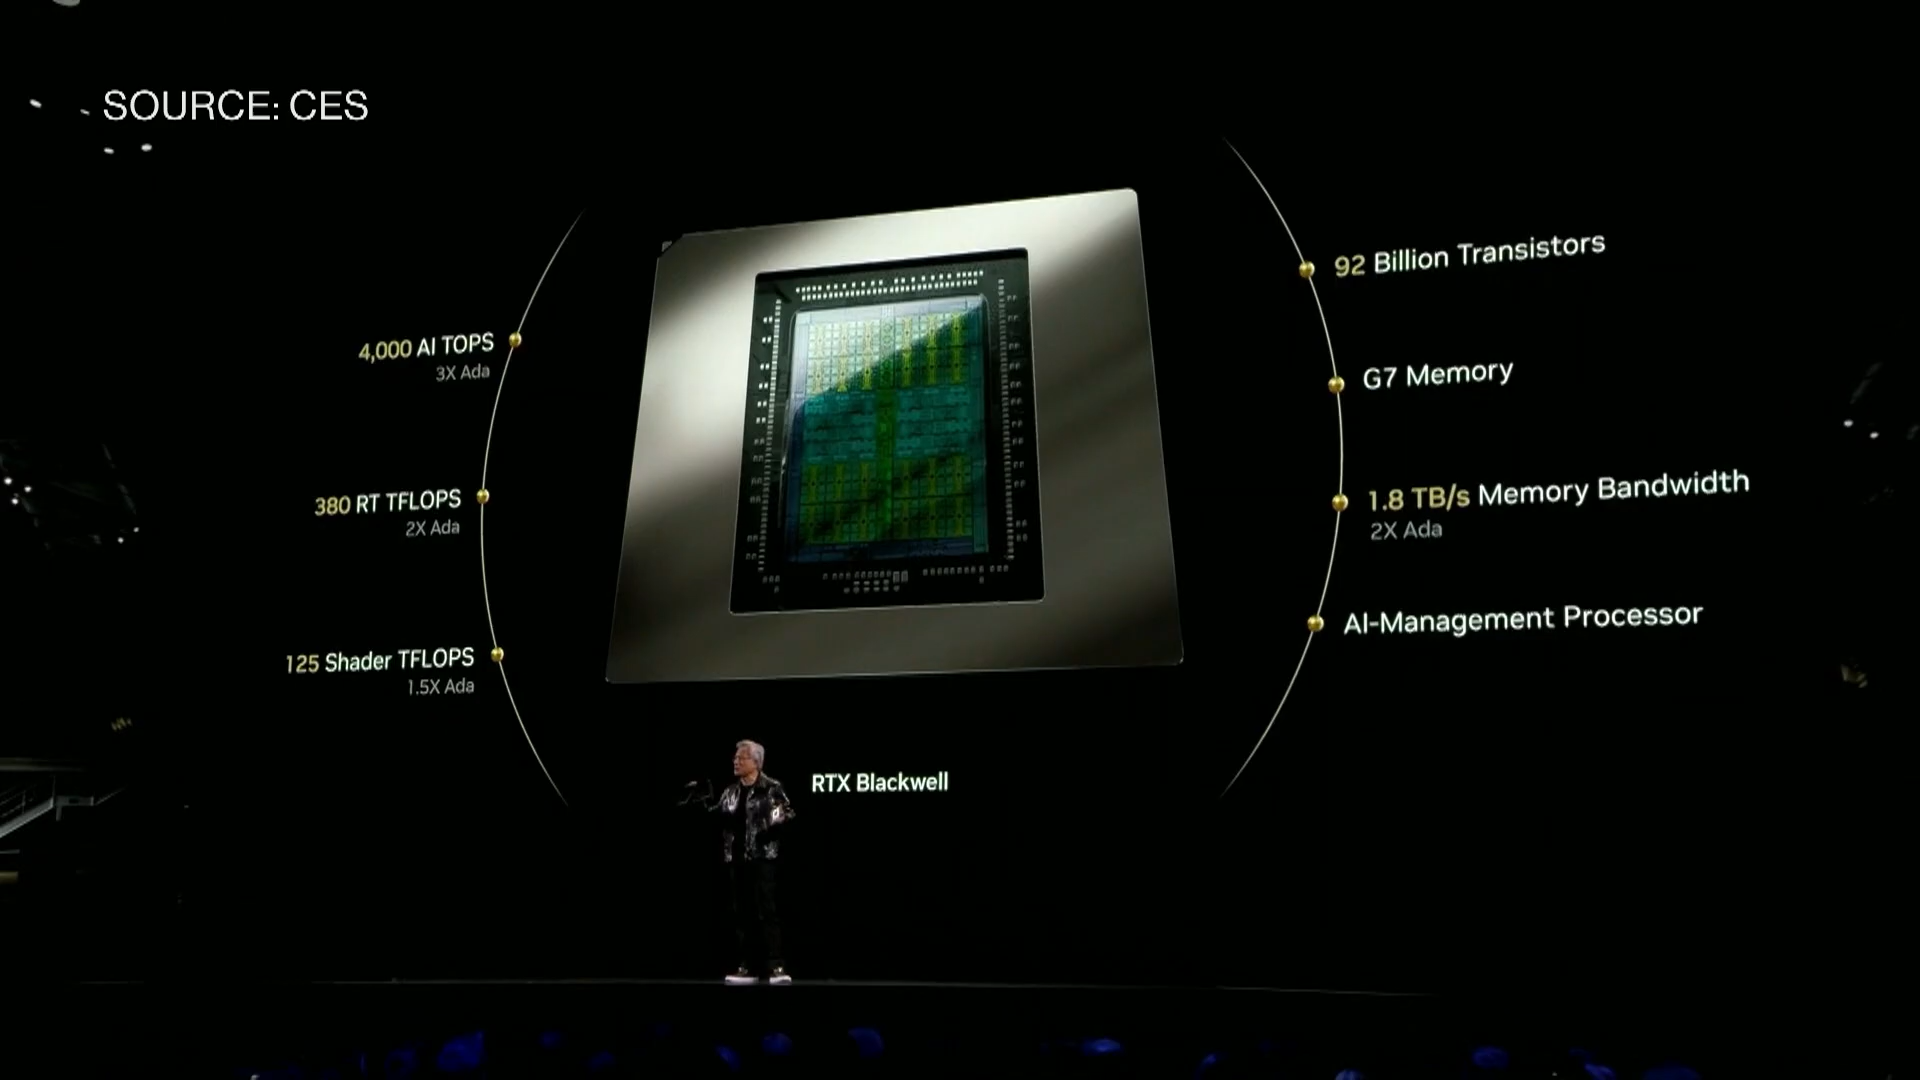 SOURCE: CES
4,000 AI TOPS
3X Ada
380 RT TFLOPS
2X Ada
125 Shader TFLOPS
1.5X Ada
92 Billion Transistors
G7 Memory
1.8 TB/s Memory Bandwidth
2X Ada
AI-Management Processor
RTX Blackwell